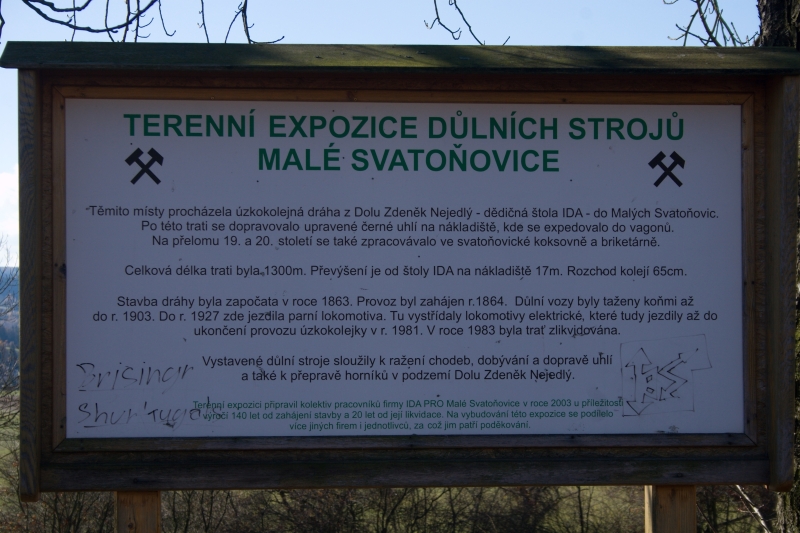 TERENNÍ EXPOZICE DŮLNÍCH STROJŮ
MALÉ SVATOŇOVICE
Těmito místy procházela úzkokolejná dráha z Dolu Zdeněk Nejedlý - dědičná štola IDA - do Malých Svatoňovic.
Po této trati se dopravovalo upravené černé uhlí na nákladiště, kde se expedovalo do vagonů.
Na přelomu 19. a 20. století se také zpracovávalo ve svatoňovické koksovně a briketárně.
Celková délka trati byla 1300m. Převýšení je od štoly IDA na nákladiště 17m. Rozchod kolejí 65cm.
Stavba dráhy byla započata v roce 1863. Provoz byl zahájen r.1864. Důlní vozy byly taženy koňmi až
do r. 1903. Do r. 1927 zde jezdila parní lokomotiva. Tu vystřídaly lokomotivy elektrické, které tudy jezdily až do
ukončení provozu úzkokolejky v r. 1981. V roce 1983 byla trať zlikvidována.
Vystavené důlní stroje sloužily k ražení chodeb, dobývání a dopravě uhlí
a také k přepravě horníků v podzemí Dolu Zdeněk Nejedlý.
Brisingr
Shur'tugal
Terenní expozici připravil kolektiv pracovníků firmy IDA PRO Malé Svatoňovice v roce 2003 u příležitosti
výročí 140 let od zahájení stavby a 20 let od její likvidace. Na vybudování této expozice se podílelo
více jiných firem i jednotlivců, za což jim patří poděkování.